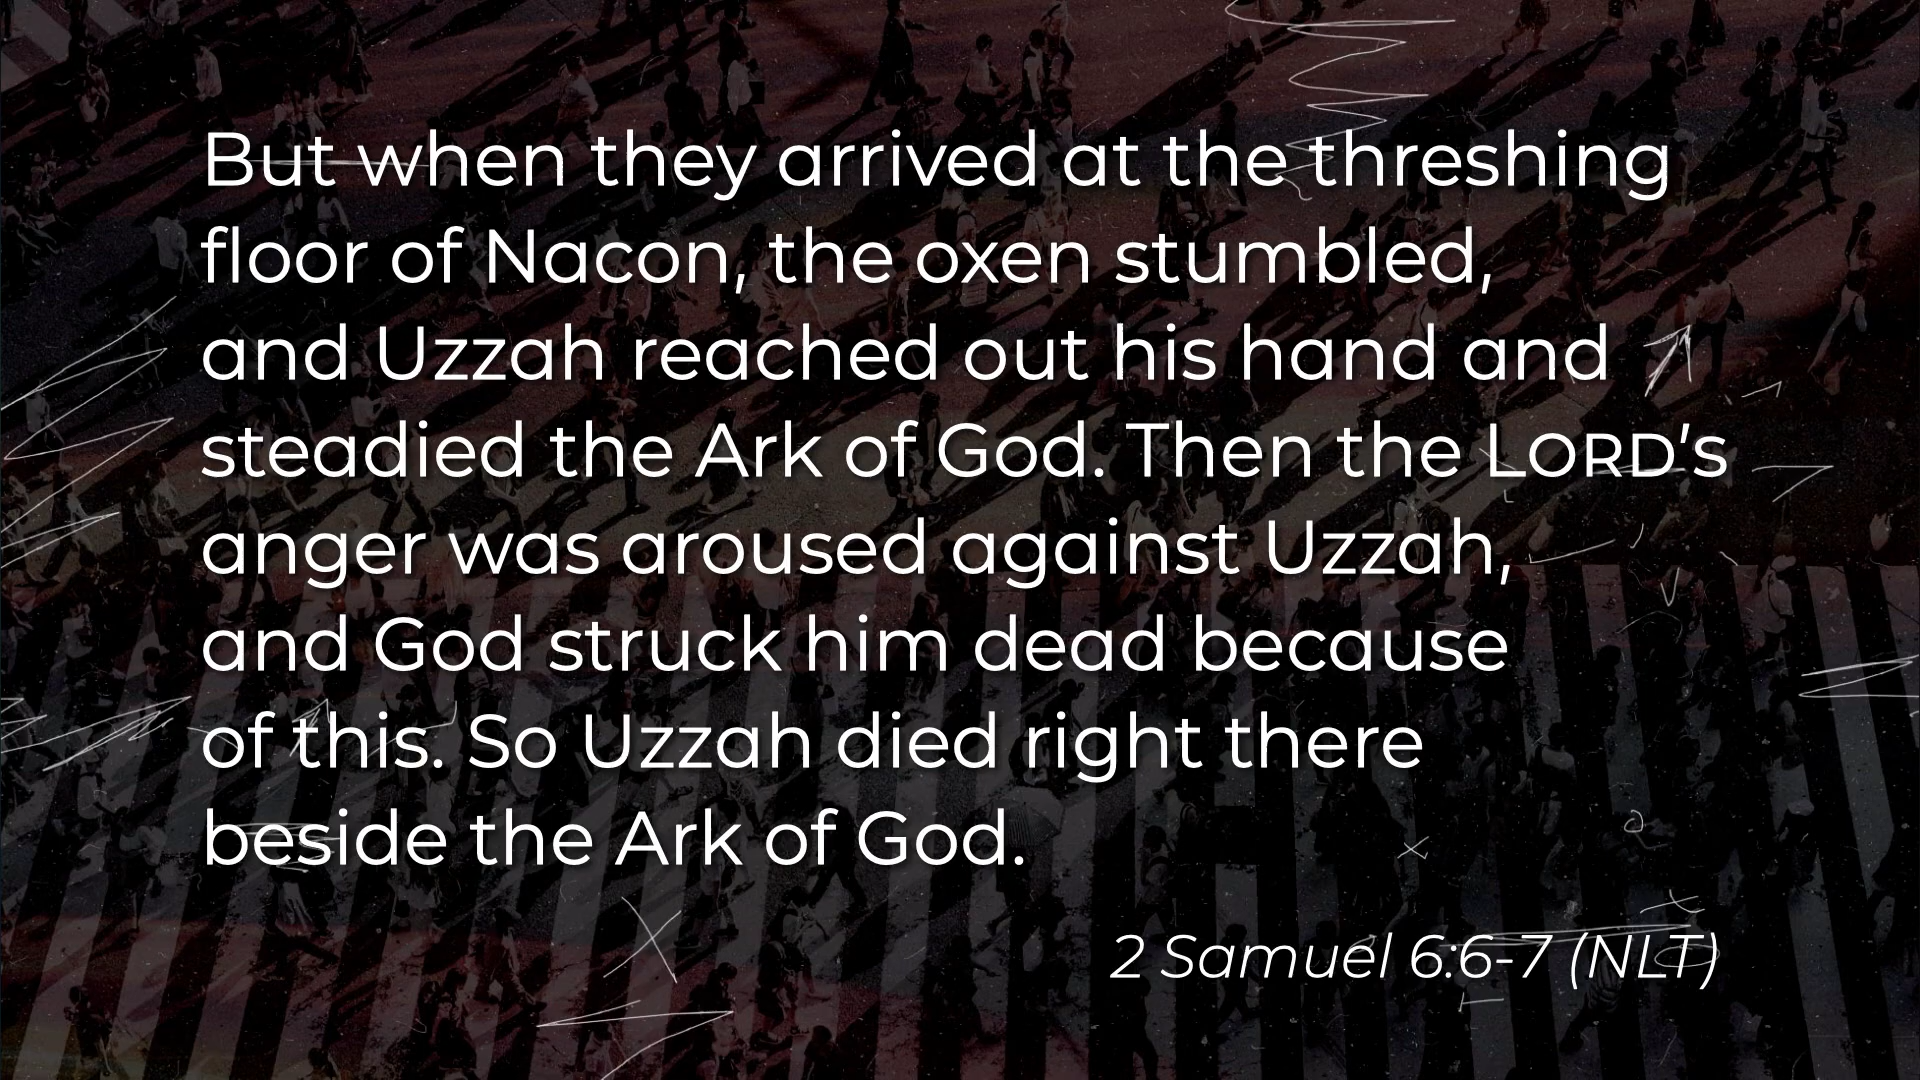 But when they arrived at the threshing
floor of Nacon, the oxen stumbled,
and Uzzah reached out his hand and
steadied the Ark of God. Then the LORD's
anger was aroused against Uzzah,
and God struck him dead because
of this. So Uzzah died right there
beside the Ark of God.
2 Samuel 6:6-7 (NLT)